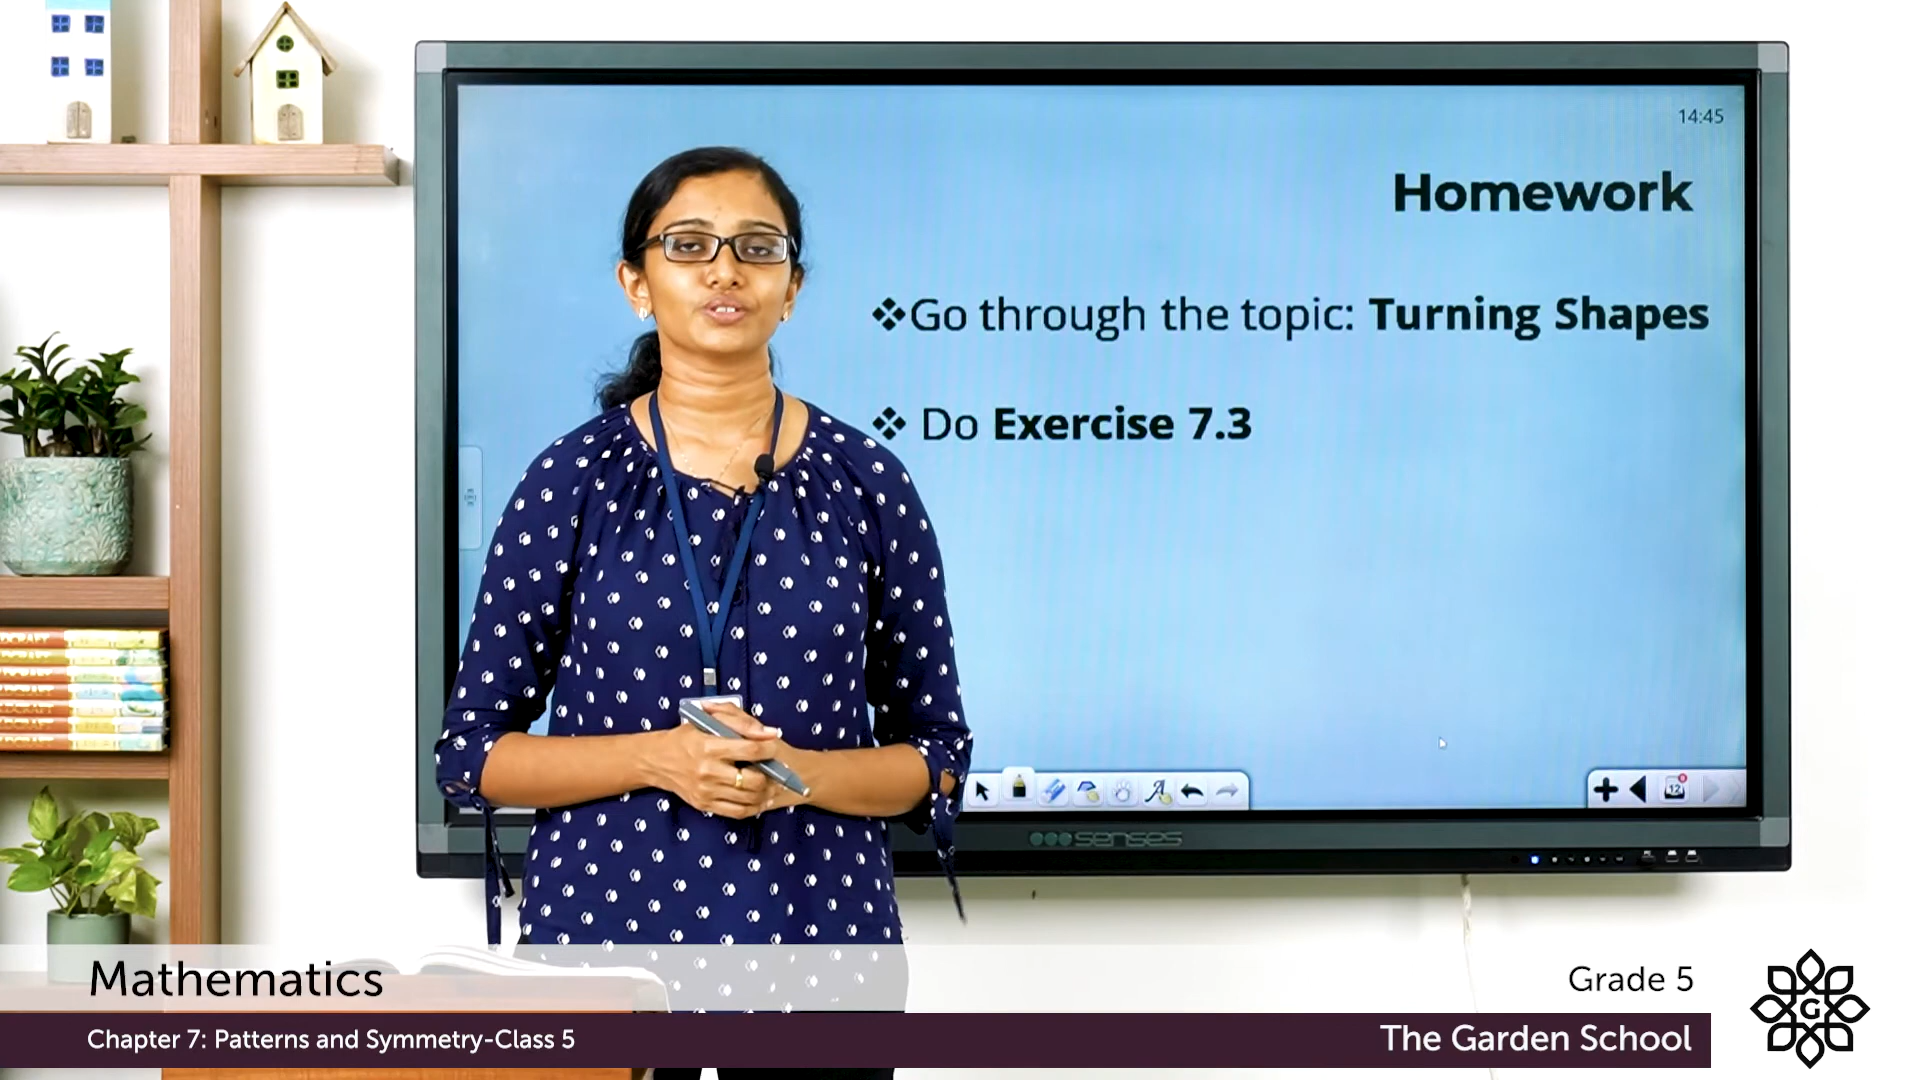 14:45
Homework
❖Go through the topic: Turning Shapes
❖ Do Exercise 7.3
12
senses
Mathematics
Grade 5
Chapter 7: Patterns and Symmetry-Class 5
The Garden School
G